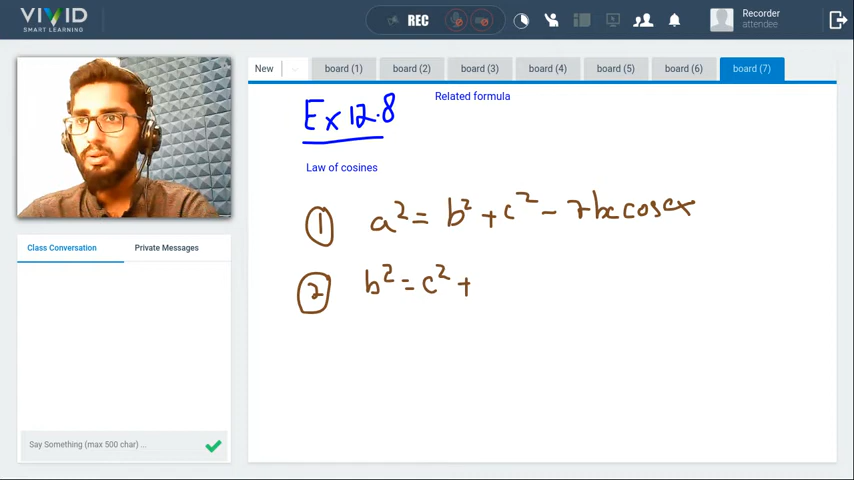 VIVID
SMART LEARNING
REC
Recorder
attendee
New
board (1)
board (2)
board (3)
board (4)
board (5)
board (6)
board (7)
Ex 12.8
Related formula
Law of cosines
① a² = b² + c² - 2bc cos α
② b² = c² +
Class Conversation
Private Messages
Say Something (max 500 char) ...